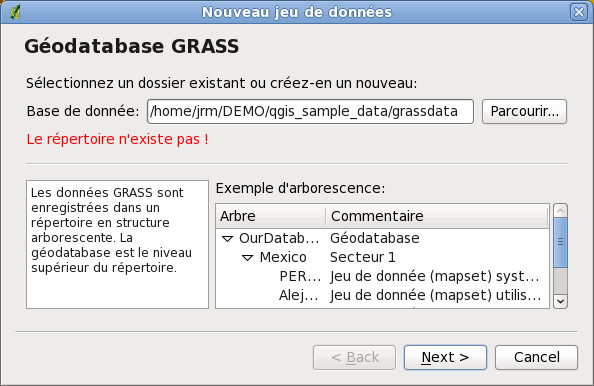 Nouveau jeu de données
Géodatabase GRASS
Sélectionnez un dossier existant ou créez-en un nouveau:
Base de donnée: /home/jrm/DEMO/qgis_sample_data/grassdata Parcourir...
Le répertoire n'existe pas !
Les données GRASS sont
enregistrées dans un
répertoire en structure
arborescente. La
géodatabase est le niveau
supérieur du répertoire.
Exemple d'arborescence:
Arbre Commentaire
OurDatab... Géodatabase
Mexico Secteur 1
PER... Jeu de donnée (mapset) syst...
Alej... Jeu de donnée (mapset) utilis...
< Back Next > Cancel